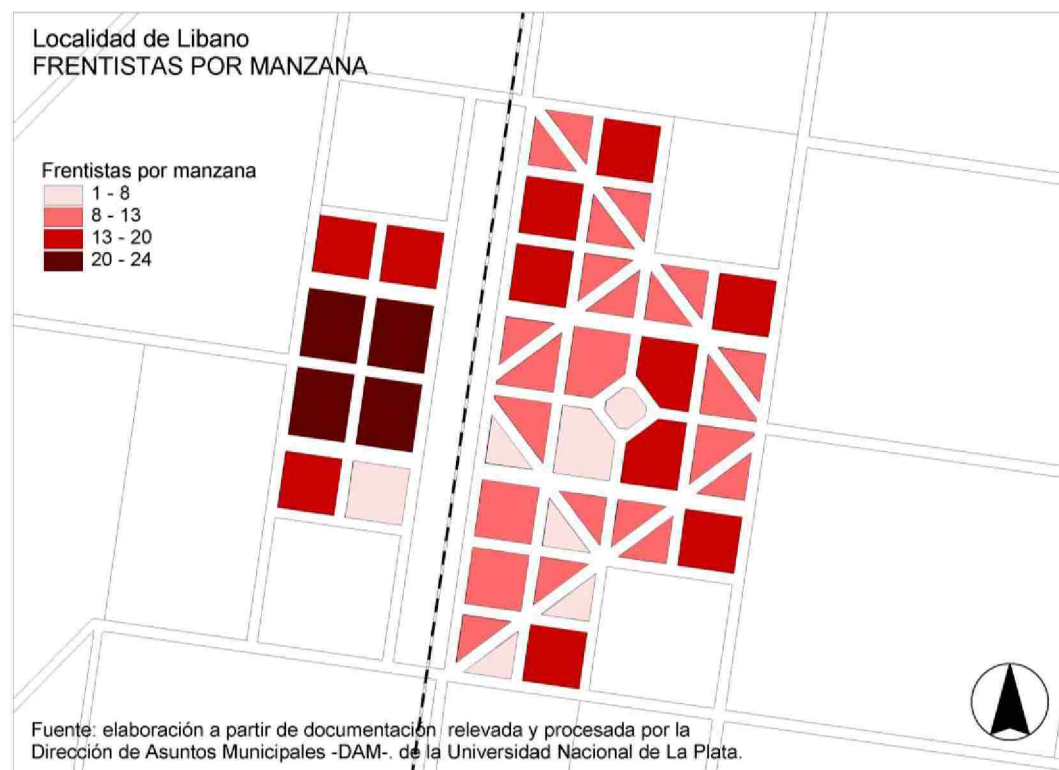 Localidad de Libano
FRENTISTAS POR MANZANA
Frentistas por manzana
1 - 8
8 - 13
13 - 20
20 - 24
Fuente: elaboración a partir de documentación relevada y procesada por la
Dirección de Asuntos Municipales -DAM-. de la Universidad Nacional de La Plata.